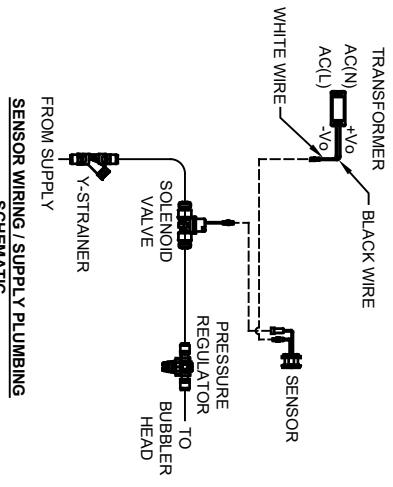 TRANSFORMER
AC(N)
AC(L)
+Vo
-Vo
BLACK WIRE
WHITE WIRE
SENSOR
SOLENOID
VALVE
PRESSURE
REGULATOR
TO
BUBBLER
HEAD
Y-STRAINER
FROM SUPPLY
SENSOR WIRING / SUPPLY PLUMBING
SCHEMATIC